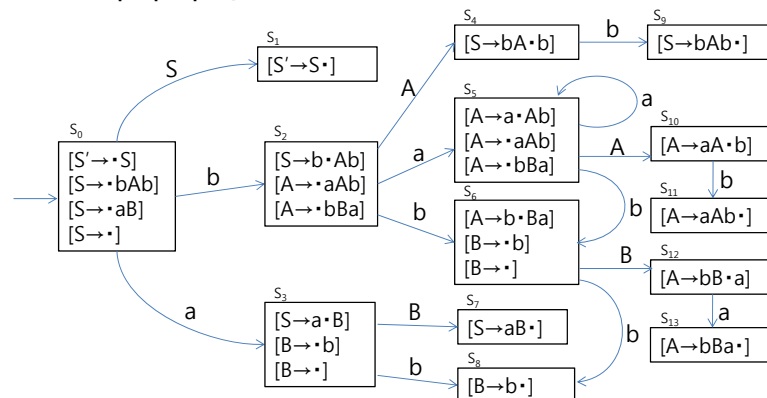 S0
[S'→·S]
[S→·bAb]
[S→·aB]
[S→·]
S
b
a
S1
[S'→S·]
S2
[S→b·Ab]
[A→·aAb]
[A→·bBa]
A
a
b
S3
[S→a·B]
[B→·b]
[B→·]
B
b
S4
[S→bA·b]
b
S9
[S→bAb·]
S5
[A→a·Ab]
[A→·aAb]
[A→·bBa]
a
A
b
S6
[A→b·Ba]
[B→·b]
[B→·]
B
b
S7
[S→aB·]
S8
[B→b·]
S10
[A→aA·b]
b
S11
[A→aAb·]
S12
[A→bB·a]
a
S13
[A→bBa·]